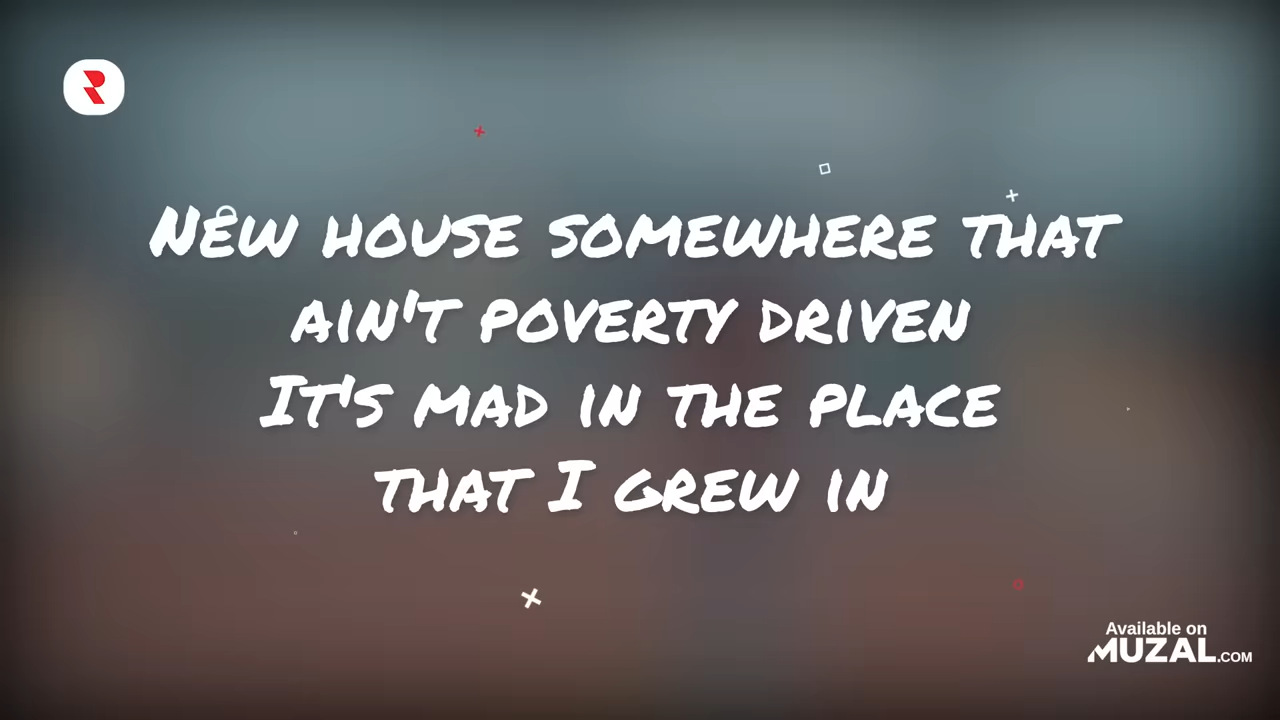 New house somewhere that
ain't poverty driven
It's mad in the place
that I grew in
Available on
MUZAL.COM